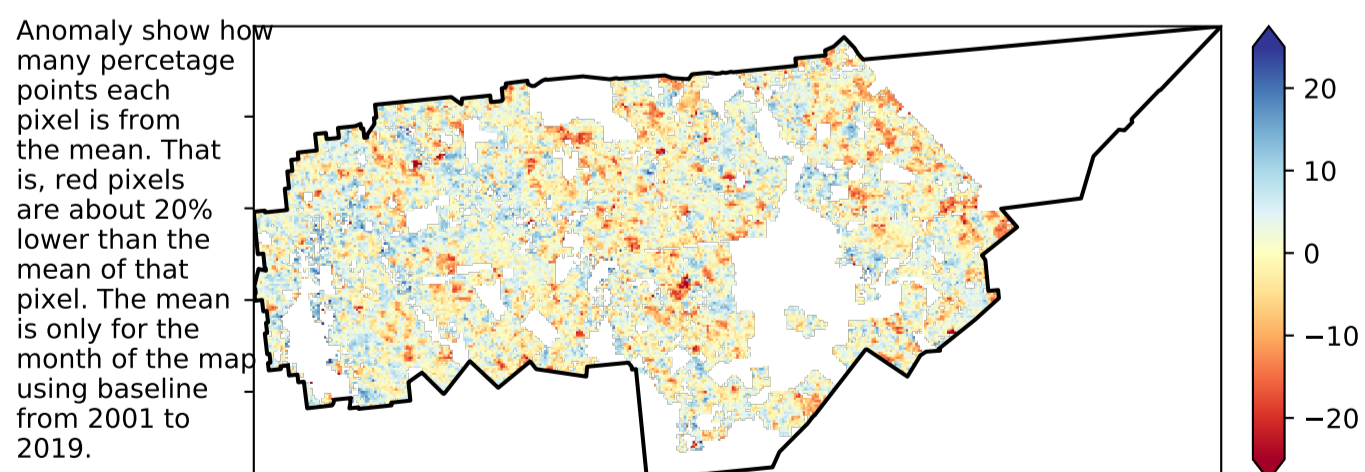 Anomaly show how
many percetage
points each
pixel is from
the mean. That
is, red pixels
are about 20%
lower than the
mean of that
pixel. The mean
is only for the
month of the map
using baseline
from 2001 to
2019.
20
10
0
−10
−20